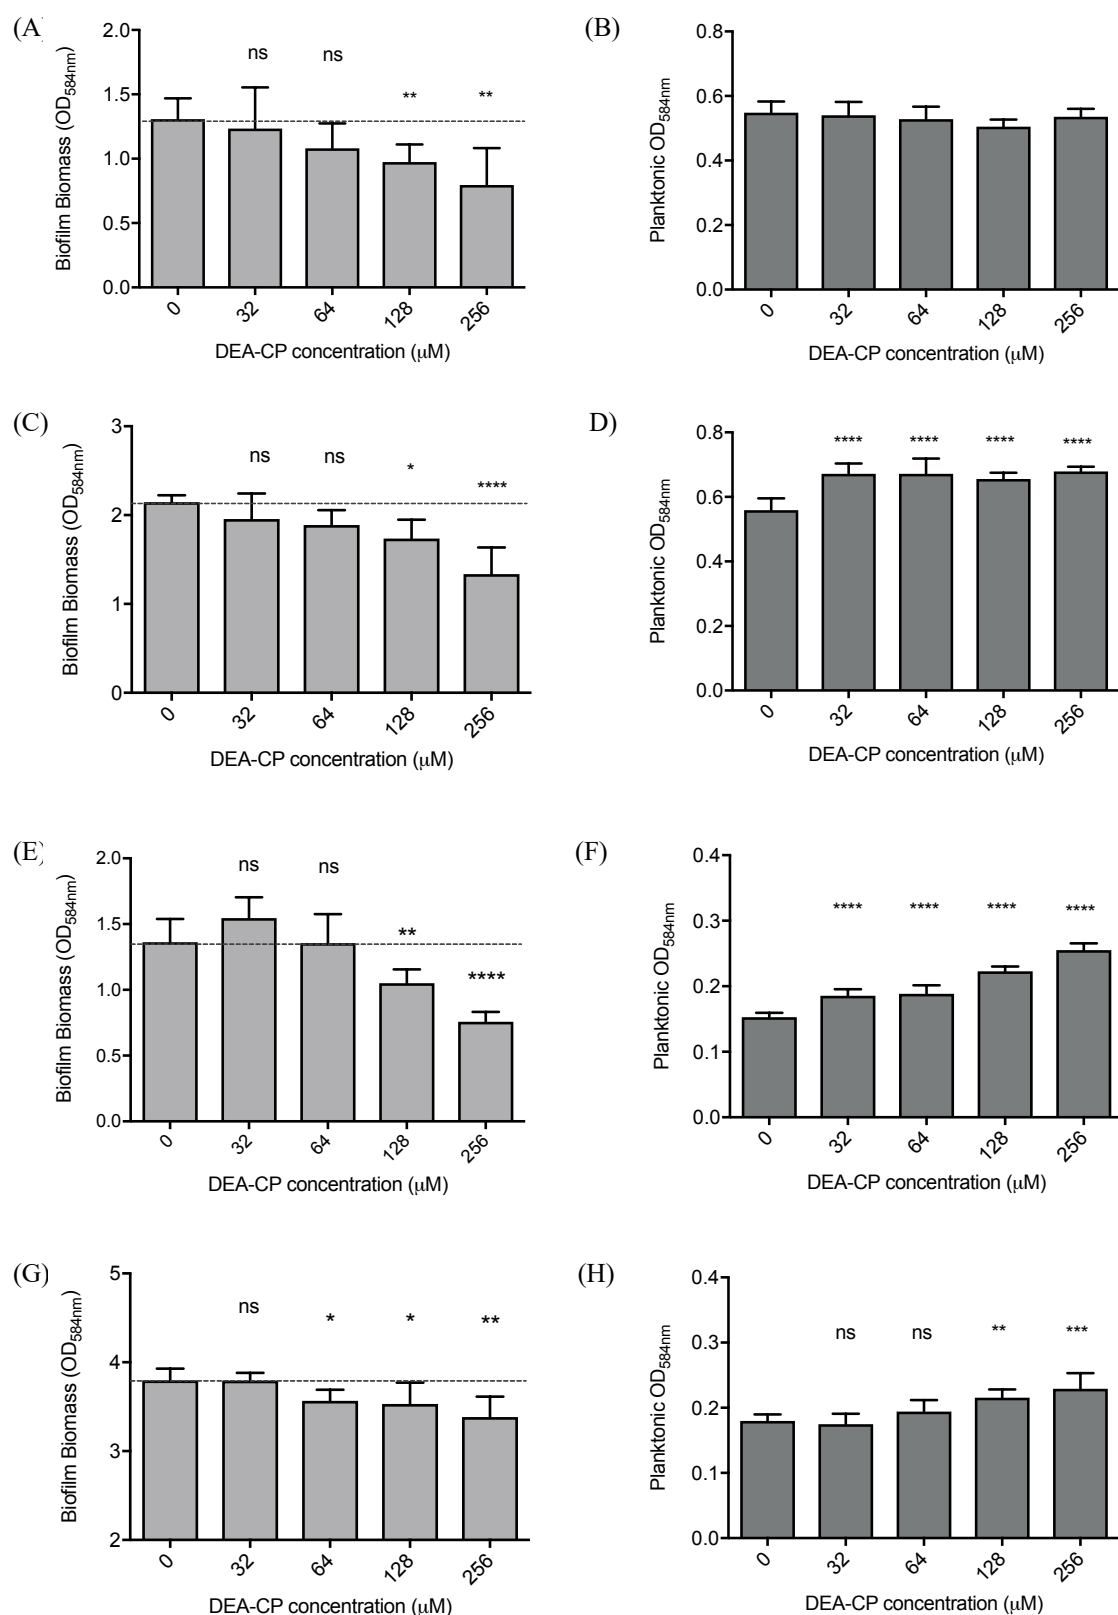 (A)
Biofilm Biomass (OD584nm)
2.0
1.5
1.0
0.5
0.0
ns
ns
**
**
0
32
64
128
256
DEA-CP concentration (μM)
(B)
Planktonic OD584nm
0.8
0.6
0.4
0.2
0.0
0
32
64
128
256
DEA-CP concentration (μM)
(C)
Biofilm Biomass (OD584nm)
3
2
1
0
ns
ns
*
****
0
32
64
128
256
DEA-CP concentration (μM)
D)
Planktonic OD584nm
0.8
0.6
0.4
0.2
0.0
****
****
****
****
0
32
64
128
256
DEA-CP concentration (μM)
(E)
Biofilm Biomass (OD584nm)
2.0
1.5
1.0
0.5
0.0
ns
ns
**
****
0
32
64
128
256
DEA-CP concentration (μM)
(F)
Planktonic OD584nm
0.4
0.3
0.2
0.1
0.0
****
****
****
****
0
32
64
128
256
DEA-CP concentration (μM)
(G)
Biofilm Biomass (OD584nm)
5
4
3
2
ns
*
*
**
0
32
64
128
256
DEA-CP concentration (μM)
(H)
Planktonic OD584nm
0.4
0.3
0.2
0.1
0.0
ns
ns
**
***
0
32
64
128
256
DEA-CP concentration (μM)